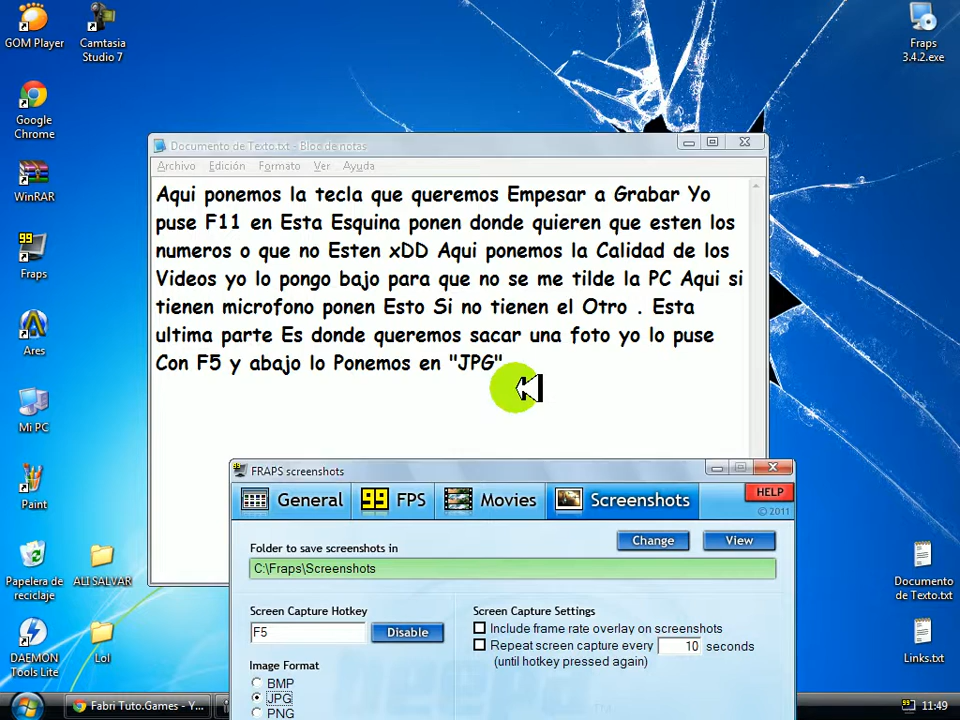 GOM Player
Camtasia
Studio 7
Fraps
3.4.2.exe
Google
Chrome
WinRAR
99
Fraps
Ares
Mi PC
Paint
Papelera de
reciclaje
ALI SALVAR
DAEMON
Tools Lite
Lol
Documento
de Texto.txt
Links.txt
Documento de Texto.txt - Bloc de notas
Archivo Edición Formato Ver Ayuda
Aqui ponemos la tecla que queremos Empesar a Grabar Yo
puse F11 en Esta Esquina ponen donde quieren que esten los
numeros o que no Esten xDD Aqui ponemos la Calidad de los
Videos yo lo pongo bajo para que no se me tilde la PC Aqui si
tienen microfono ponen Esto Si no tienen el Otro . Esta
ultima parte Es donde queremos sacar una foto yo lo puse
Con F5 y abajo lo Ponemos en "JPG"
99 FRAPS screenshots
General 99 FPS Movies Screenshots
HELP
© 2011
Folder to save screenshots in
Change View
C:\Fraps\Screenshots
Screen Capture Hotkey
F5 Disable
Image Format
BMP
JPG
PNG
Screen Capture Settings
Include frame rate overlay on screenshots
Repeat screen capture every 10 seconds
(until hotkey pressed again)
Fabri Tuto.Games - Y...
99 11:49